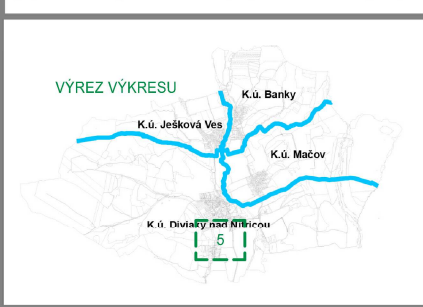 VÝREZ VÝKRESU
K.ú. Banky
K.ú. Ješková Ves
K.ú. Mačov
K.ú. Diviaky nad Nitricou
5